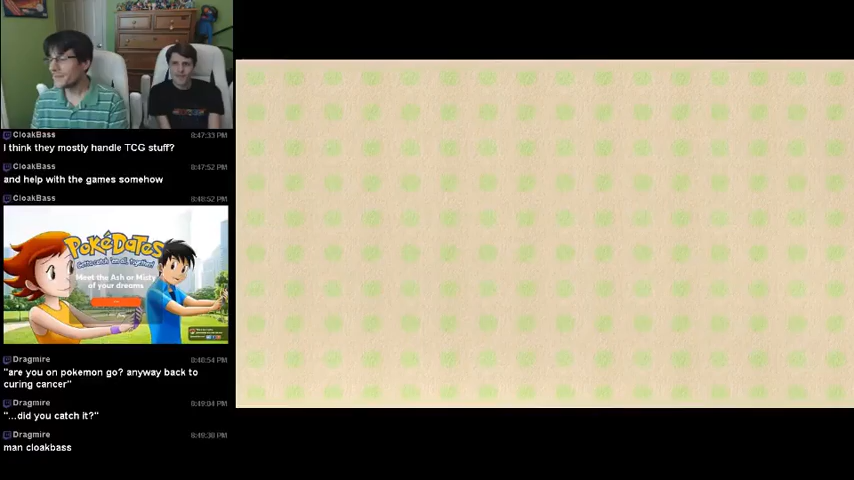 CloakBass 8:47:33 PM
I think they mostly handle TCG stuff?
CloakBass 8:47:52 PM
and help with the games somehow
CloakBass 8:48:52 PM
PokéDates
Gotta catch 'em all, together!
Meet the Ash or Misty
of your dreams
Dragmire 8:48:54 PM
"are you on pokemon go? anyway back to
curing cancer"
Dragmire 8:49:04 PM
"...did you catch it?"
Dragmire 8:49:30 PM
man cloakbass